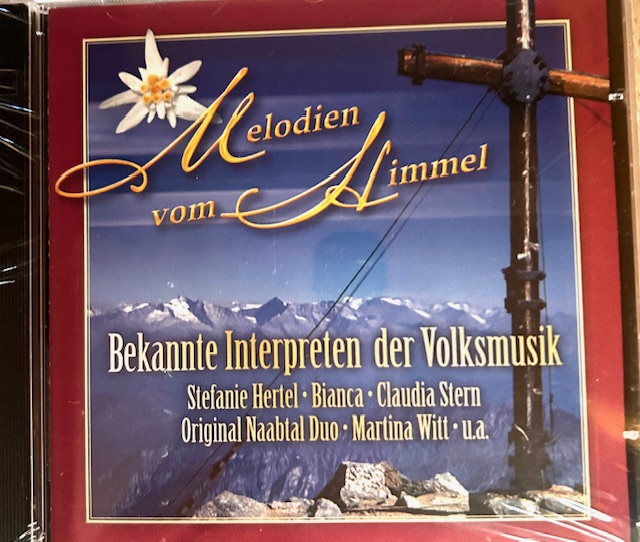 Melodien
vom Himmel
Bekannte Interpreten der Volksmusik
Stefanie Hertel · Bianca · Claudia Stern
Original Naabtal Duo · Martina Witt · u.a.